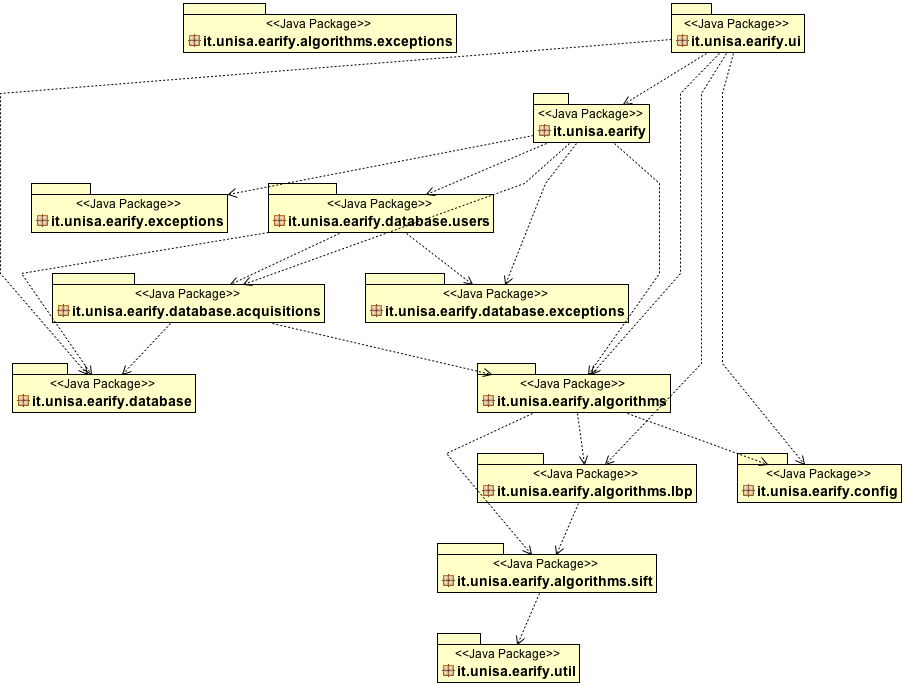 <<Java Package>>
it.unisa.earify.algorithms.exceptions
<<Java Package>>
it.unisa.earify.ui
<<Java Package>>
it.unisa.earify
<<Java Package>>
it.unisa.earify.exceptions
<<Java Package>>
it.unisa.earify.database.users
<<Java Package>>
it.unisa.earify.database.acquisitions
<<Java Package>>
it.unisa.earify.database.exceptions
<<Java Package>>
it.unisa.earify.database
<<Java Package>>
it.unisa.earify.algorithms
<<Java Package>>
it.unisa.earify.algorithms.lbp
<<Java Package>>
it.unisa.earify.config
<<Java Package>>
it.unisa.earify.algorithms.sift
<<Java Package>>
it.unisa.earify.util